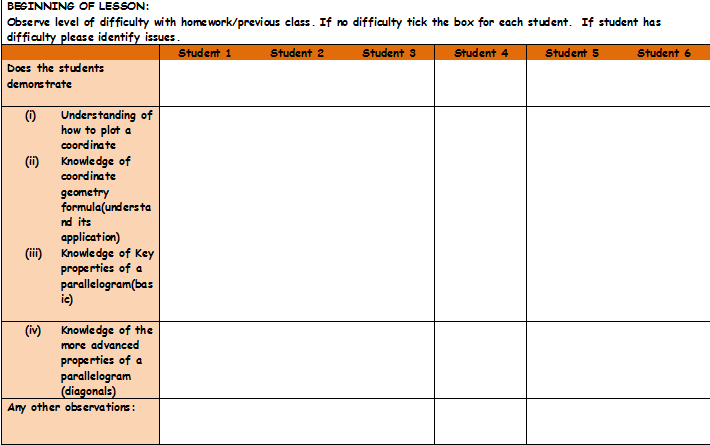 BEGINNING OF LESSON:
Observe level of difficulty with homework/previous class. If no difficulty tick the box for each student. If student has
difficulty please identify issues.
Student 1 Student 2 Student 3 Student 4 Student 5 Student 6
Does the students
demonstrate
(i) Understanding of
how to plot a
coordinate
(ii) Knowledge of
coordinate
geometry
formula(understa
nd its
application)
(iii) Knowledge of Key
properties of a
parallelogram(bas
ic)
(iv) Knowledge of the
more advanced
properties of a
parallelogram
(diagonals)
Any other observations: